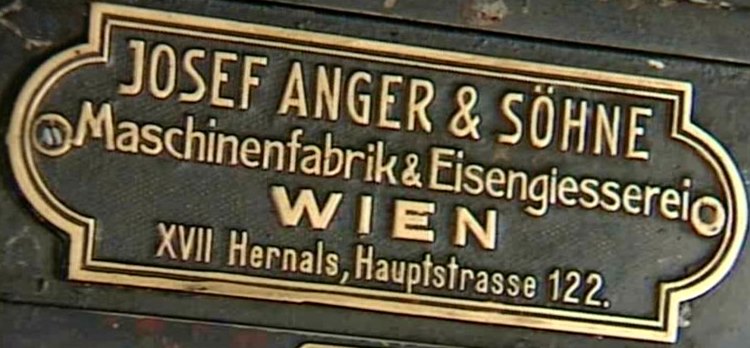 JOSEF ANGER & SÖHNE
Maschinenfabrik & Eisengiesserei
WIEN
XVII Hernals, Hauptstrasse 122.